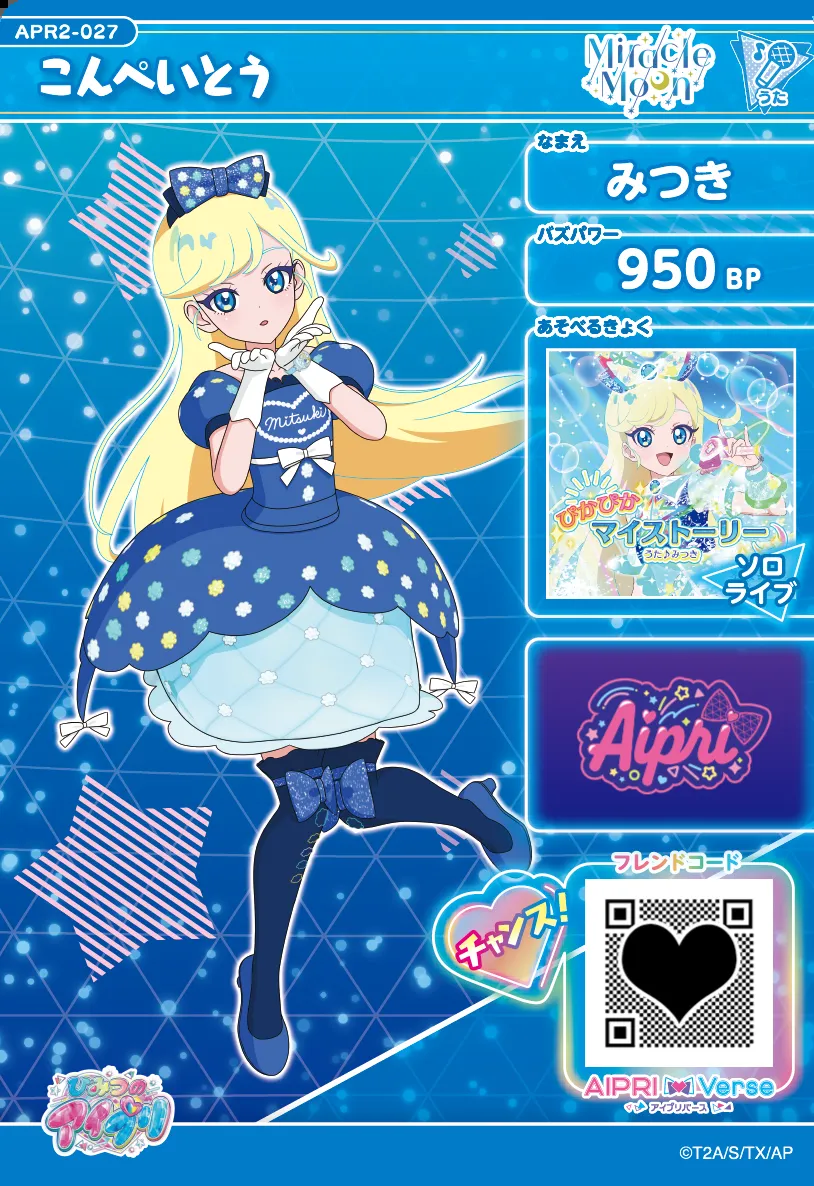 APR2-027
こんぺいとう
Miracle
Moon
うた
なまえ
みつき
バズパワー
950 BP
あそべるきょく
Mitsuki
ぴかぴか
マイストーリー
うた♪みつき
ソロ
ライブ
Aipri
フレンドコード
チャンス!
AIPRI Verse
アイプリバース
ひみつの
アイプリ
©T2A/S/TX/AP